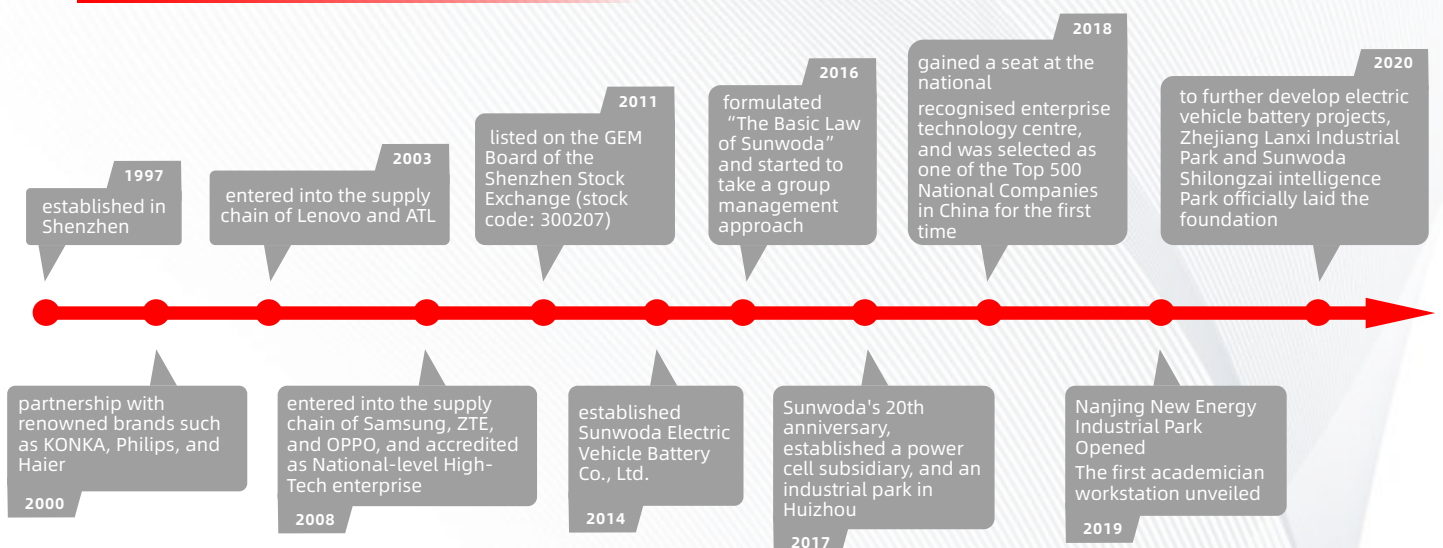 1997
established in
Shenzhen
2003
entered into the supply
chain of Lenovo and ATL
2011
listed on the GEM
Board of the
Shenzhen Stock
Exchange (stock
code: 300207)
2016
formulated
“The Basic Law
of Sunwoda”
and started to
take a group
management
approach
2018
gained a seat at the
national
recognised enterprise
technology centre,
and was selected as
one of the Top 500
National Companies
in China for the first
time
2020
to further develop electric
vehicle battery projects,
Zhejiang Lanxi Industrial
Park and Sunwoda
Shilongzai intelligence
Park officially laid the
foundation
partnership with
renowned brands such
as KONKA, Philips, and
Haier
2000
entered into the supply
chain of Samsung, ZTE,
and OPPO, and accredited
as National-level High-
Tech enterprise
2008
established
Sunwoda Electric
Vehicle Battery
Co., Ltd.
2014
Sunwoda's 20th
anniversary,
established a power
cell subsidiary, and an
industrial park in
Huizhou
2017
Nanjing New Energy
Industrial Park
Opened
The first academician
workstation unveiled
2019